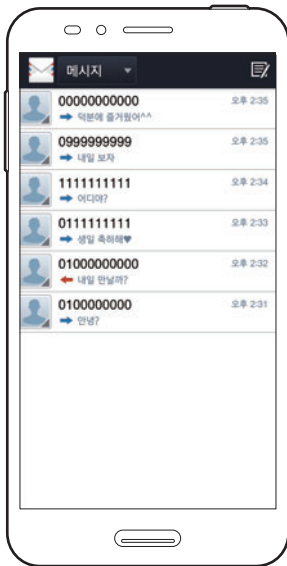 메시지
00000000000 오후 2:35
덕분에 즐거웠어^^
0999999999 오후 2:35
내일 보자
1111111111 오후 2:34
어디야?
0111111111 오후 2:33
생일 축하해♥
01000000000 오후 2:32
내일 만날까?
0100000000 오후 2:31
안녕?